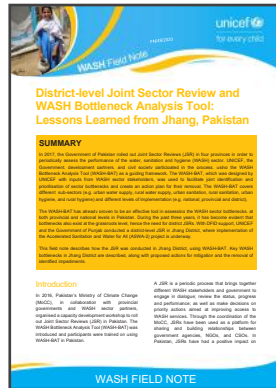 unicef
for every child
WASH Field Note
District-level Joint Sector Review and
WASH Bottleneck Analysis Tool:
Lessons Learned from Jhang, Pakistan
SUMMARY
In 2017, the Government of Pakistan rolled out Joint Sector Reviews (JSR) in four provinces in order to
periodically assess the performance of the water, sanitation and hygiene (WASH) sector. UNICEF, the
Government, development partners, and civil society participated in the process, using the WASH
Bottleneck Analysis Tool (WASH-BAT) as a guiding framework. The WASH-BAT, which was designed by
UNICEF with inputs from WASH sector stakeholders, was used to facilitate joint identification and
prioritisation of sector bottlenecks and create an action plan for their removal. The WASH-BAT covers
different sub-sectors (e.g. urban water supply, rural water supply, urban sanitation, rural sanitation, urban
hygiene, and rural hygiene) and different levels of implementation (e.g. national, provincial and district).
The WASH-BAT has already proven to be an effective tool in assessing the WASH sector bottlenecks, at
both provincial and national levels in Pakistan. During the past three years, it has become evident that
bottlenecks also exist at the grassroots level, hence the need for district JSRs. With DFID support, UNICEF
and the Government of Punjab conducted a district-level JSR in Jhang District, where implementation of
the Accelerated Sanitation and Water for All (ASWA-2) project is underway.
This field note describes how the JSR was conducted in Jhang District, using WASH-BAT. Key WASH
bottlenecks in Jhang District are described, along with proposed actions for mitigation and the removal of
identified impediments.
Introduction
In 2016, Pakistan's Ministry of Climate Change
(MoCC), in collaboration with provincial
governments and WASH sector partners,
organised a capacity development workshop to roll
out Joint Sector Reviews (JSR) in Pakistan. The
WASH Bottleneck Analysis Tool (WASH-BAT) was
introduced and participants were trained on using
WASH-BAT in Pakistan.
A JSR is a periodic process that brings together
different WASH stakeholders and government to
engage in dialogue; review the status, progress
and performance; as well as make decisions on
priority actions aimed at improving access to
WASH services. Through the coordination of the
MoCC, JSRs have been used as a platform for
sharing and building relationships between
government agencies, NGOs, and CSOs. In
Pakistan, JSRs have had a positive impact on
WASH FIELD NOTE